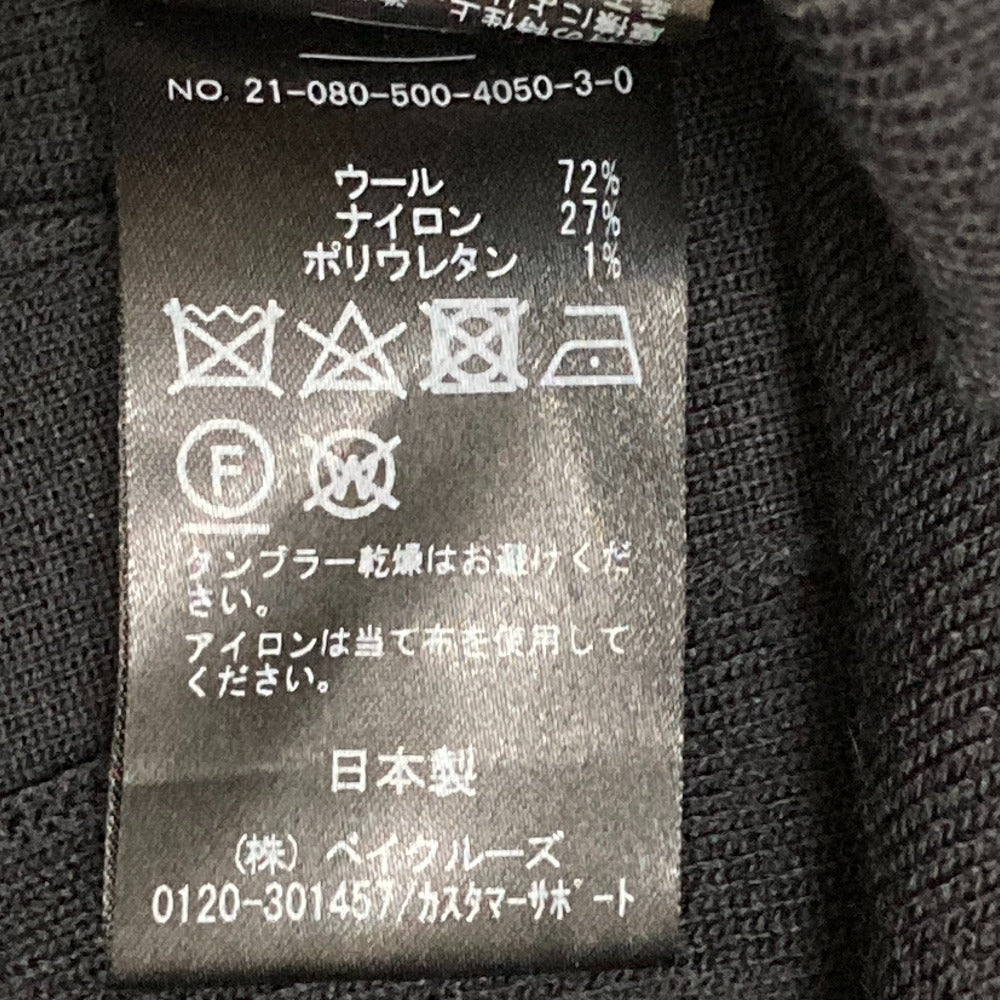 の特性上
NO. 21-080-500-4050-3-0
ウール 72%
ナイロン 27%
ポリウレタン 1%
F W
タンブラー乾燥はお避けくだ
さい。
アイロンは当て布を使用して
ください。
日本製
(株) ベイクルーズ
0120-301457/カスタマーサポート